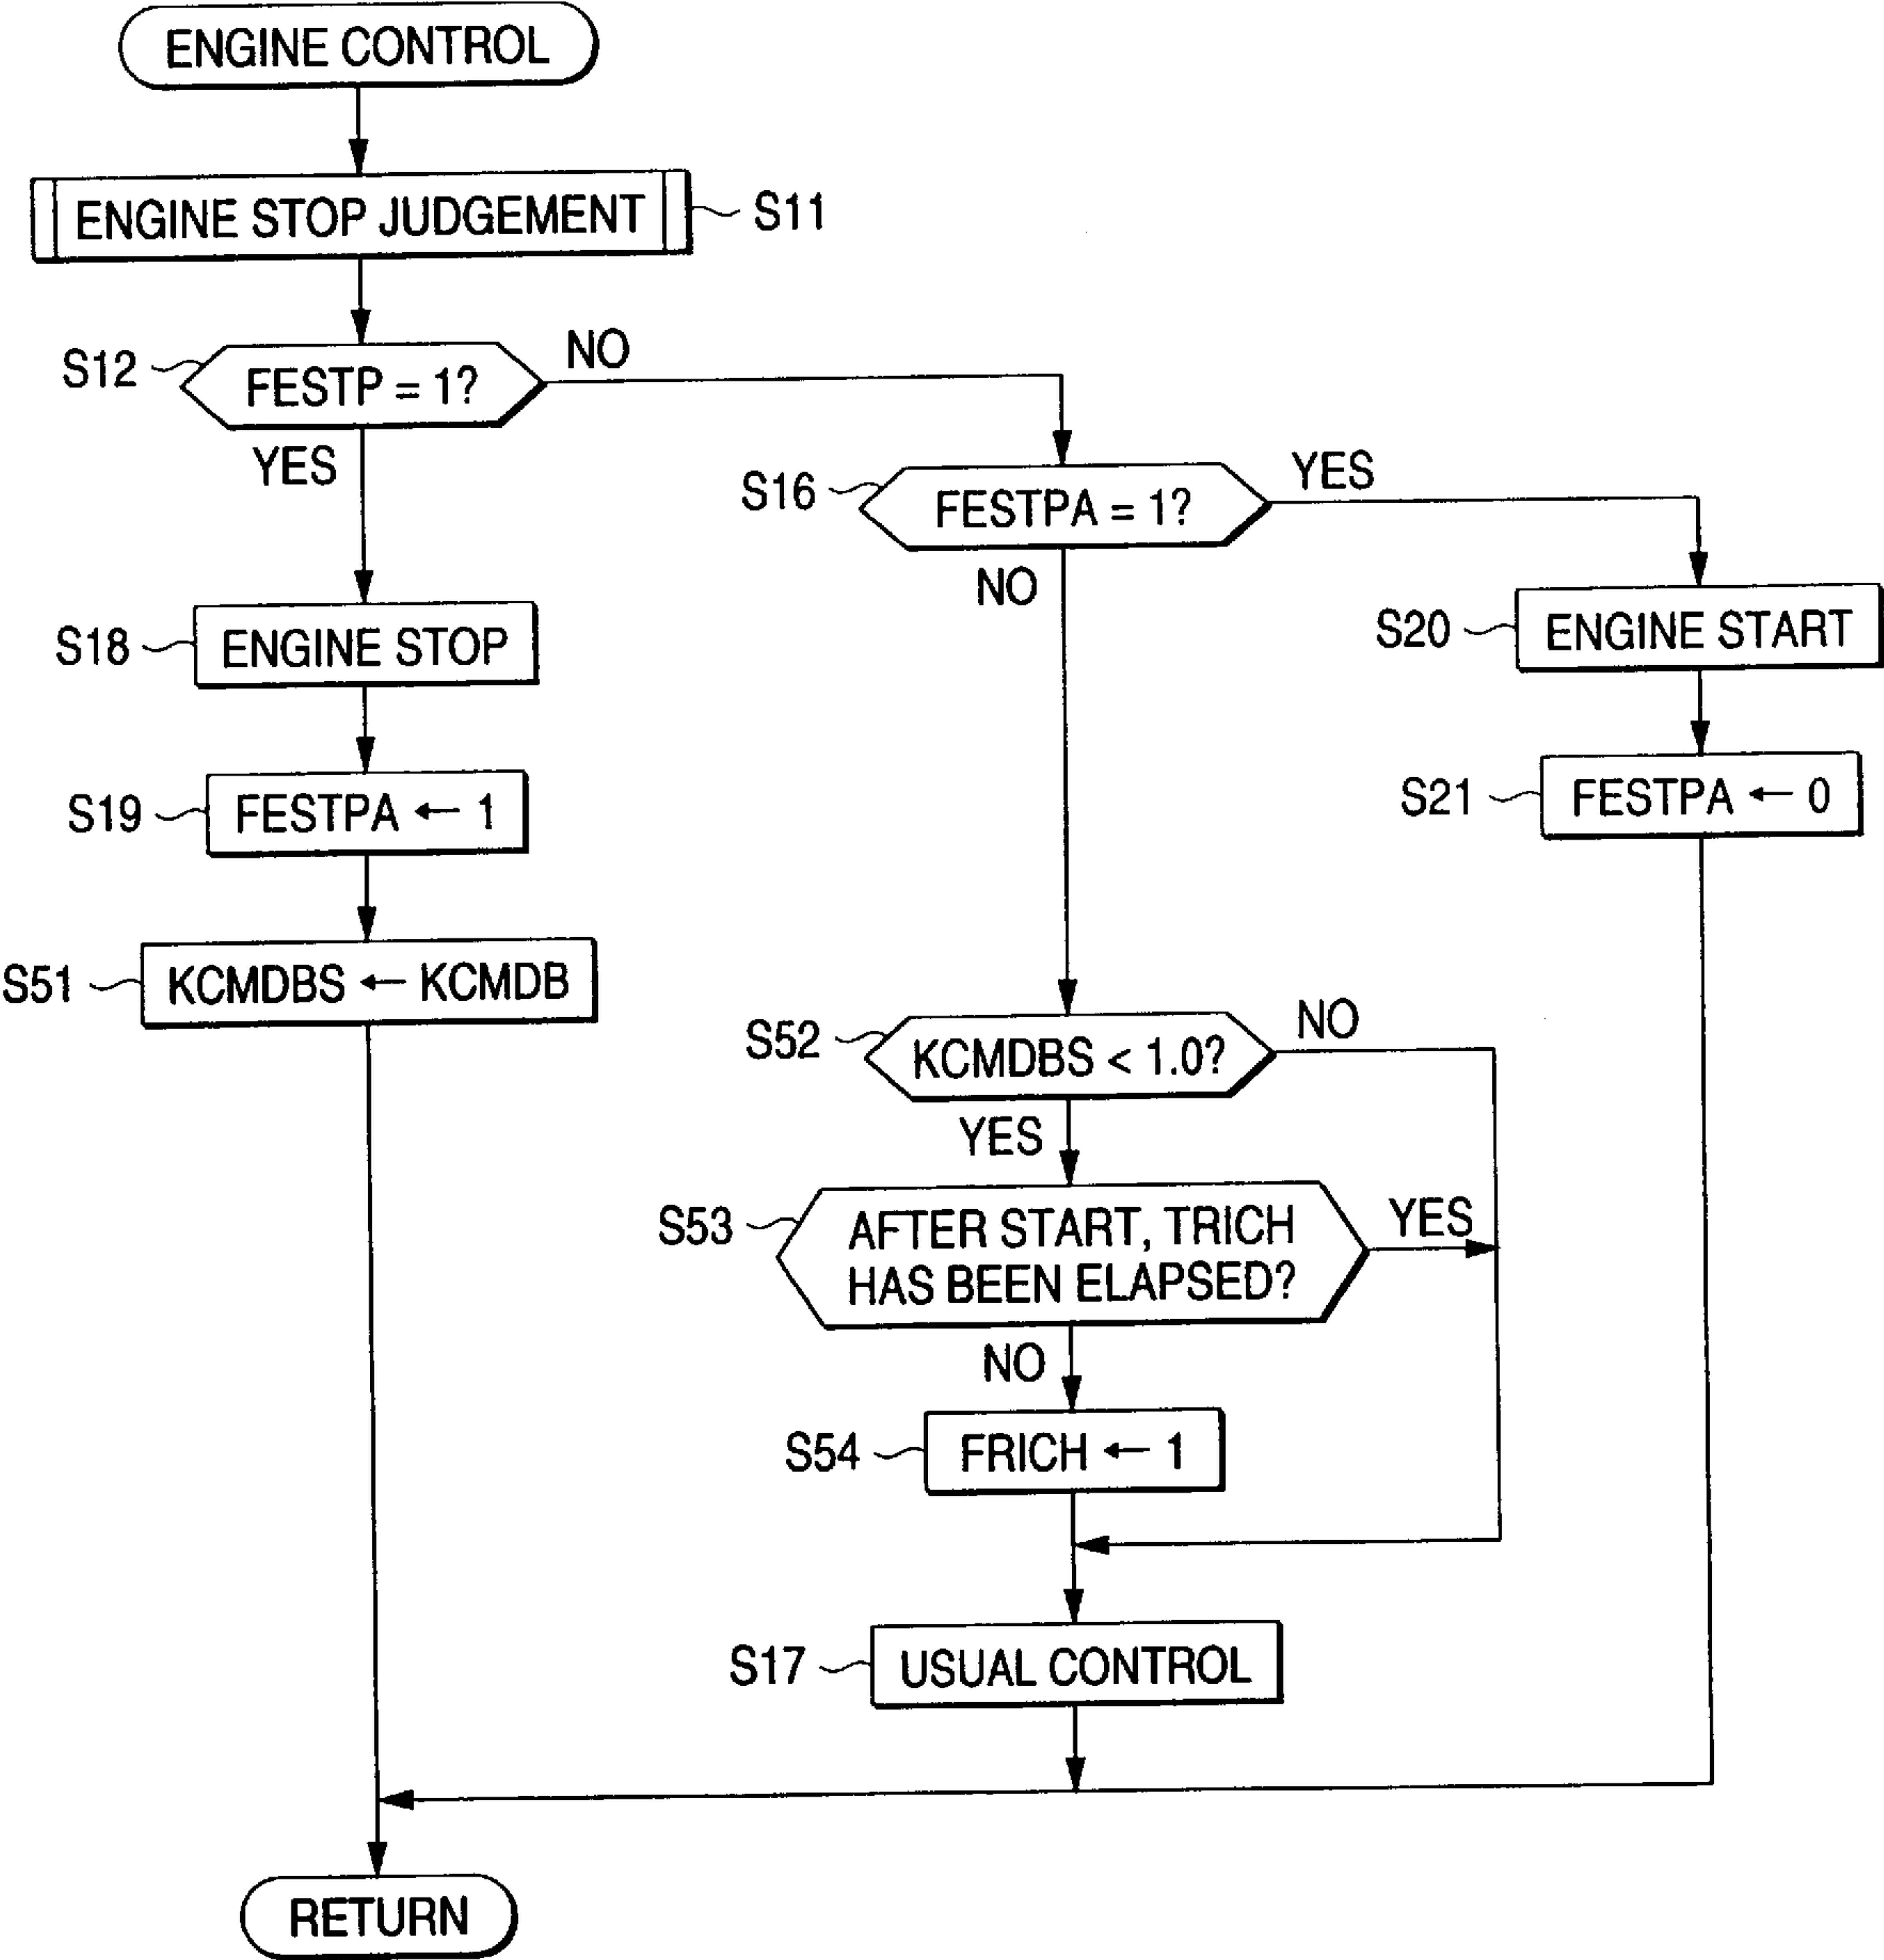 ENGINE CONTROL
ENGINE STOP JUDGEMENT
S11
S12
FESTP = 1?
NO
YES
S16
FESTPA = 1?
YES
NO
S18
ENGINE STOP
S20
ENGINE START
S19
FESTPA ← 1
S21
FESTPA ← 0
S51
KCMDBS ← KCMDB
S52
KCMDBS < 1.0?
NO
YES
S53
AFTER START, TRICH
HAS BEEN ELAPSED?
YES
NO
S54
FRICH ← 1
S17
USUAL CONTROL
RETURN